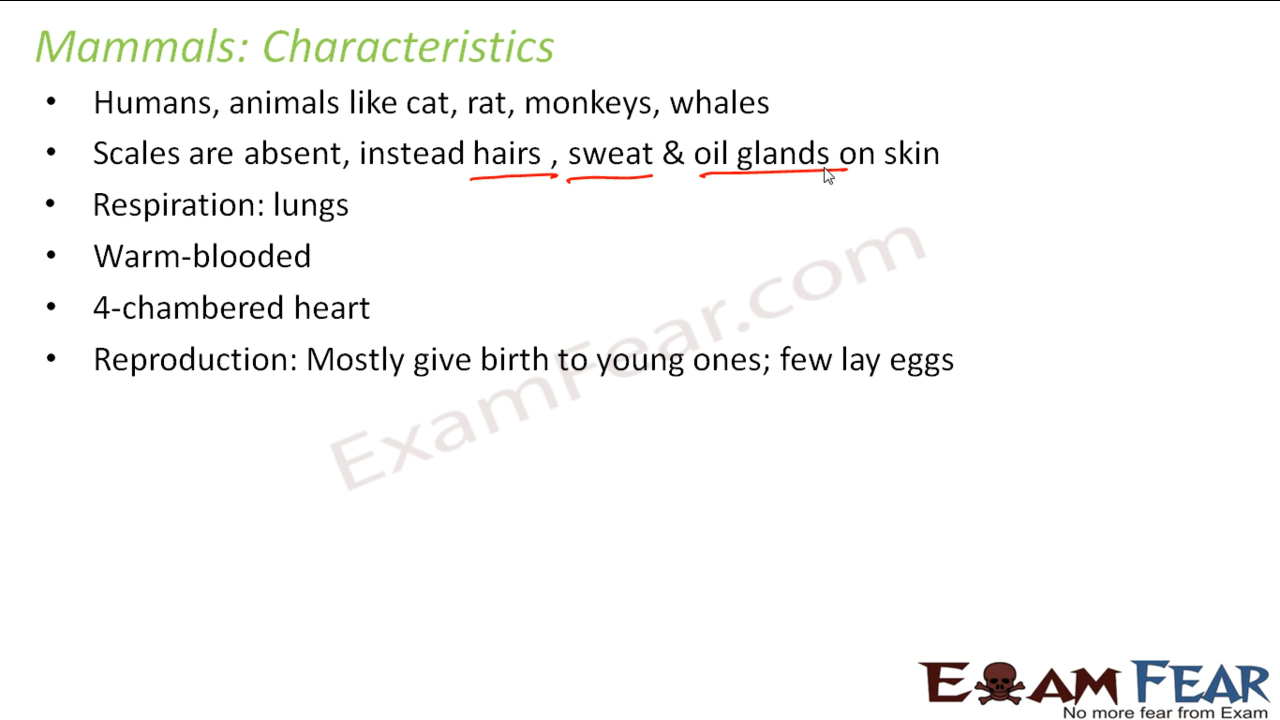 Mammals: Characteristics
• Humans, animals like cat, rat, monkeys, whales
• Scales are absent, instead hairs , sweat & oil glands on skin
• Respiration: lungs
• Warm-blooded
• 4-chambered heart
• Reproduction: Mostly give birth to young ones; few lay eggs
ExamFear.com
EXAM FEAR
No more fear from Exam